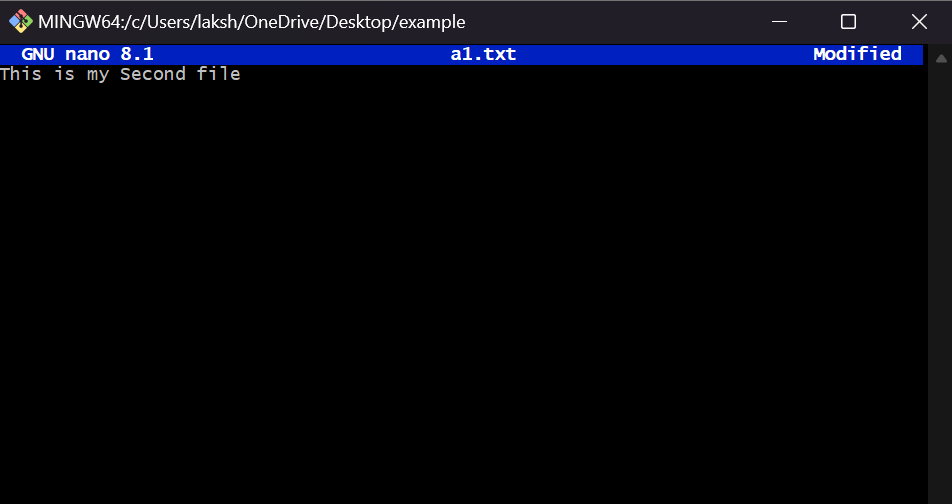 MINGW64:/c/Users/laksh/OneDrive/Desktop/example
GNU nano 8.1 a1.txt Modified
This is my Second file